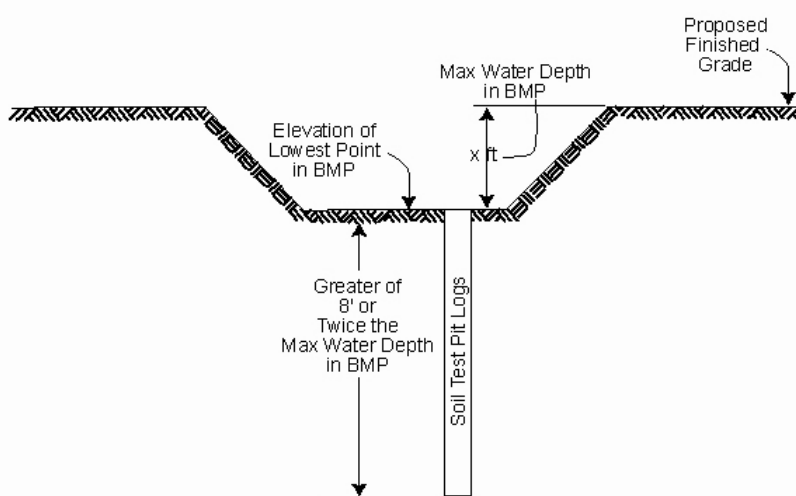 Proposed
Finished
Grade
Max Water Depth
in BMP
x ft
Elevation of
Lowest Point
in BMP
Greater of
8' or
Twice the
Max Water Depth
in BMP
Soil Test Pit Logs